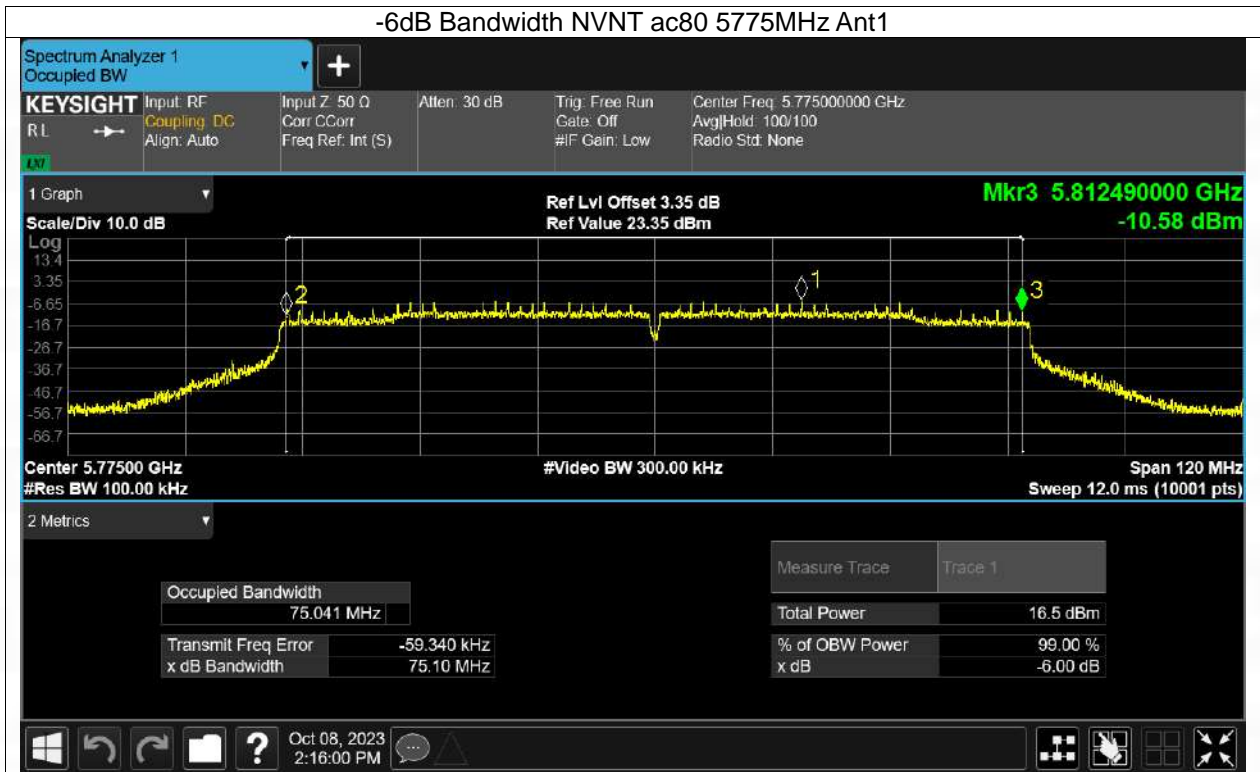 -6dB Bandwidth NVNT ac80 5775MHz Ant1
Spectrum Analyzer 1
Occupied BW
+
KEYSIGHT
RL
LXI
Input: RF
Coupling: DC
Align: Auto
Input Z: 50 Ω
Corr CCorr
Freq Ref: Int (S)
Atten: 30 dB
Trig: Free Run
Gate: Off
#IF Gain: Low
Center Freq: 5.775000000 GHz
Avg|Hold: 100/100
Radio Std: None
1 Graph
Scale/Div 10.0 dB
Ref Lvl Offset 3.35 dB
Ref Value 23.35 dBm
Mkr3 5.812490000 GHz
-10.58 dBm
Log
13.4
3.35
-6.65
-16.7
-26.7
-36.7
-46.7
-56.7
-66.7
2
1
3
Center 5.77500 GHz
#Res BW 100.00 kHz
#Video BW 300.00 kHz
Span 120 MHz
Sweep 12.0 ms (10001 pts)
2 Metrics
Measure Trace Trace 1
Occupied Bandwidth
75.041 MHz
Total Power 16.5 dBm
Transmit Freq Error -59.340 kHz
% of OBW Power 99.00 %
x dB Bandwidth 75.10 MHz
x dB -6.00 dB
?
Oct 08, 2023
2:16:00 PM